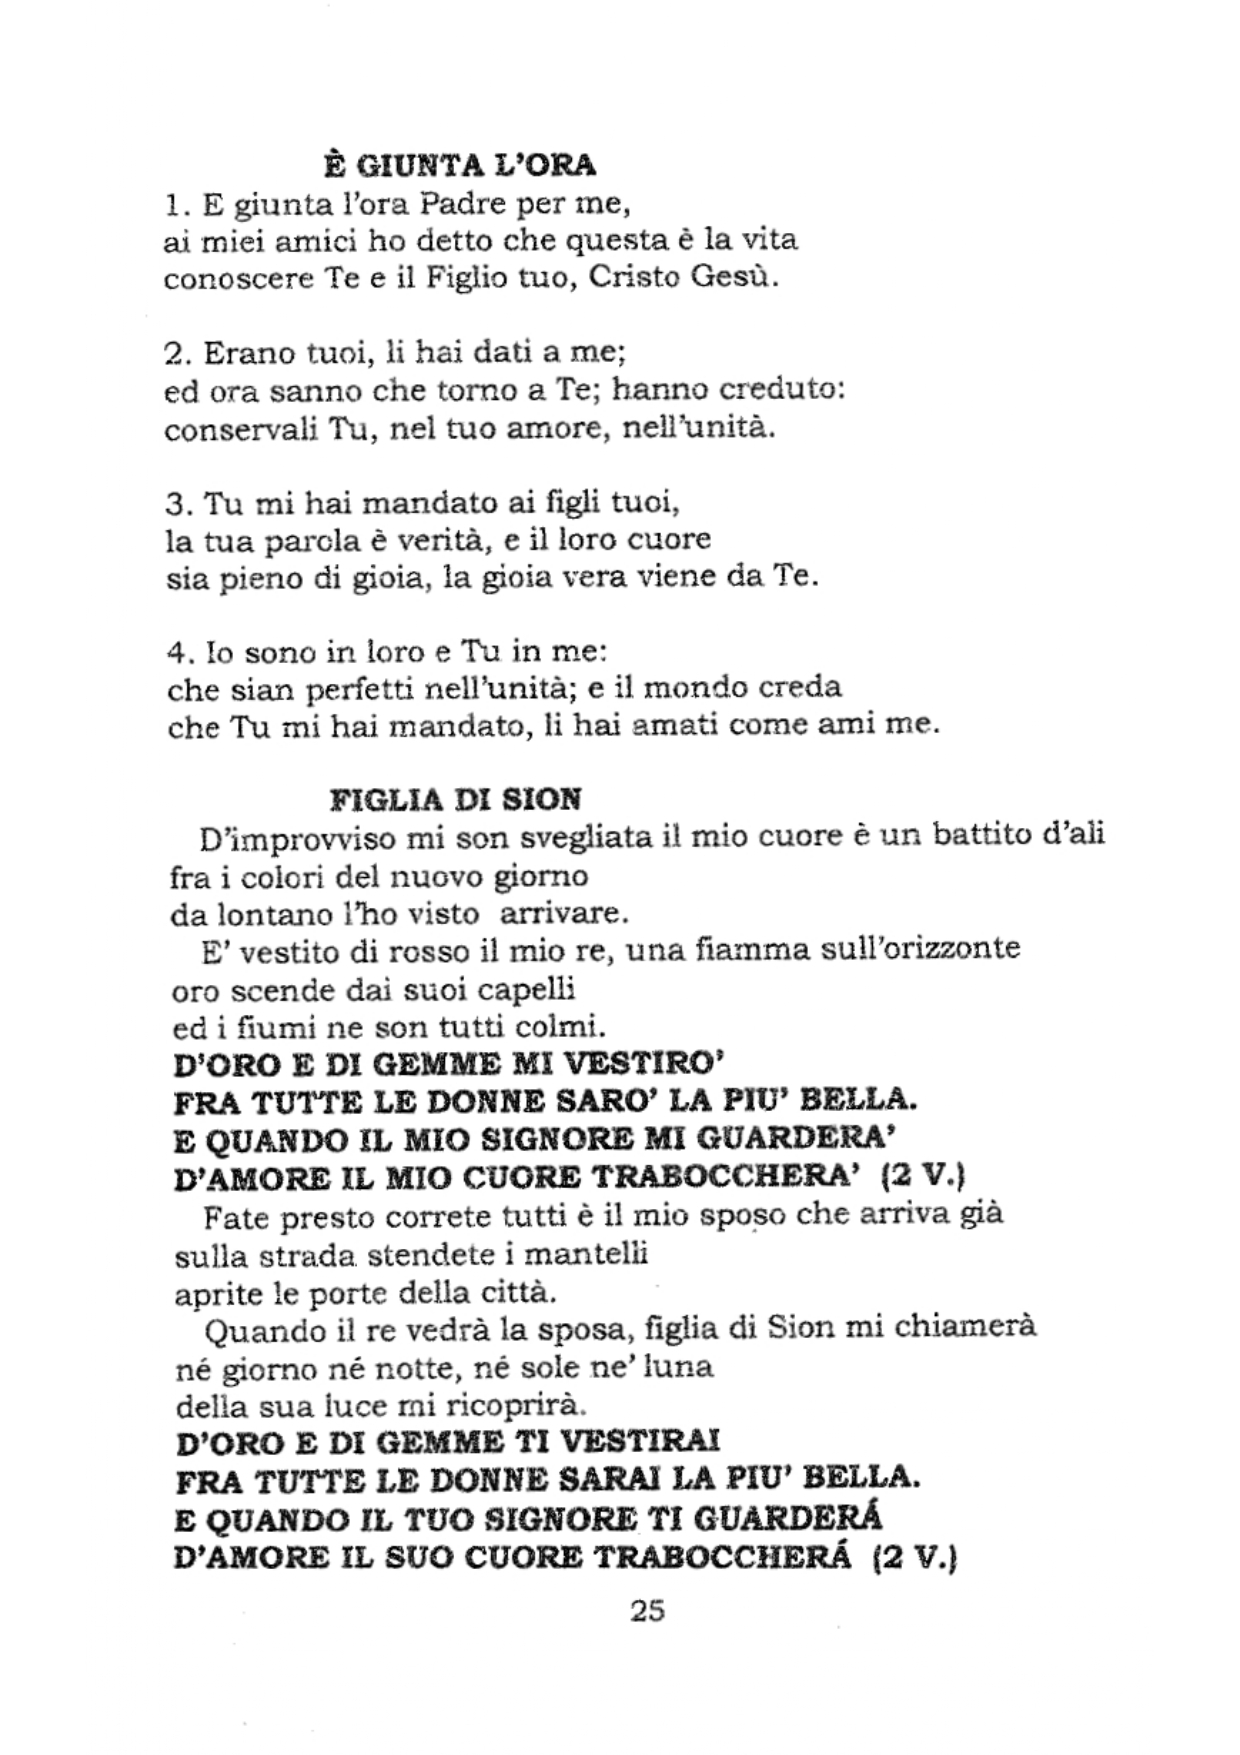 È GIUNTA L'ORA
1. E giunta l'ora Padre per me,
ai miei amici ho detto che questa è la vita
conoscere Te e il Figlio tuo, Cristo Gesù.
2. Erano tuoi, li hai dati a me;
ed ora sanno che torno a Te; hanno creduto:
conservali Tu, nel tuo amore, nell'unità.
3. Tu mi hai mandato ai figli tuoi,
la tua parola è verità, e il loro cuore
sia pieno di gioia, la gioia vera viene da Te.
4. Io sono in loro e Tu in me:
che sian perfetti nell'unità; e il mondo creda
che Tu mi hai mandato, li hai amati come ami me.
FIGLIA DI SION
D'improvviso mi son svegliata il mio cuore è un battito d'ali
fra i colori del nuovo giorno
da lontano l'ho visto arrivare.
E' vestito di rosso il mio re, una fiamma sull'orizzonte
oro scende dai suoi capelli
ed i fiumi ne son tutti colmi.
D'ORO E DI GEMME MI VESTIRO'
FRA TUTTE LE DONNE SARO' LA PIU' BELLA.
E QUANDO IL MIO SIGNORE MI GUARDERA'
D'AMORE IL MIO CUORE TRABOCCHERA' (2 V.)
Fate presto correte tutti è il mio sposo che arriva già
sulla strada stendete i mantelli
aprite le porte della città.
Quando il re vedrà la sposa, figlia di Sion mi chiamerà
né giorno né notte, né sole ne' luna
della sua luce mi ricoprirà.
D'ORO E DI GEMME TI VESTIRAI
FRA TUTTE LE DONNE SARAI LA PIU' BELLA.
E QUANDO IL TUO SIGNORE TI GUARDERÁ
D'AMORE IL SUO CUORE TRABOCCHERÁ (2 V.)
25